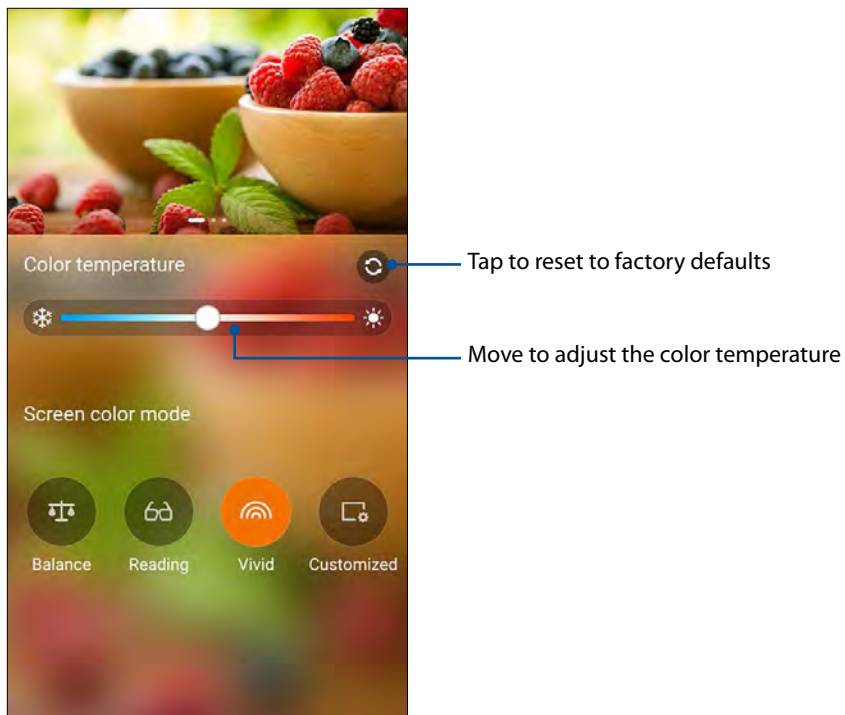 Color temperature
Tap to reset to factory defaults
Move to adjust the color temperature
Screen color mode
Balance
Reading
Vivid
Customized